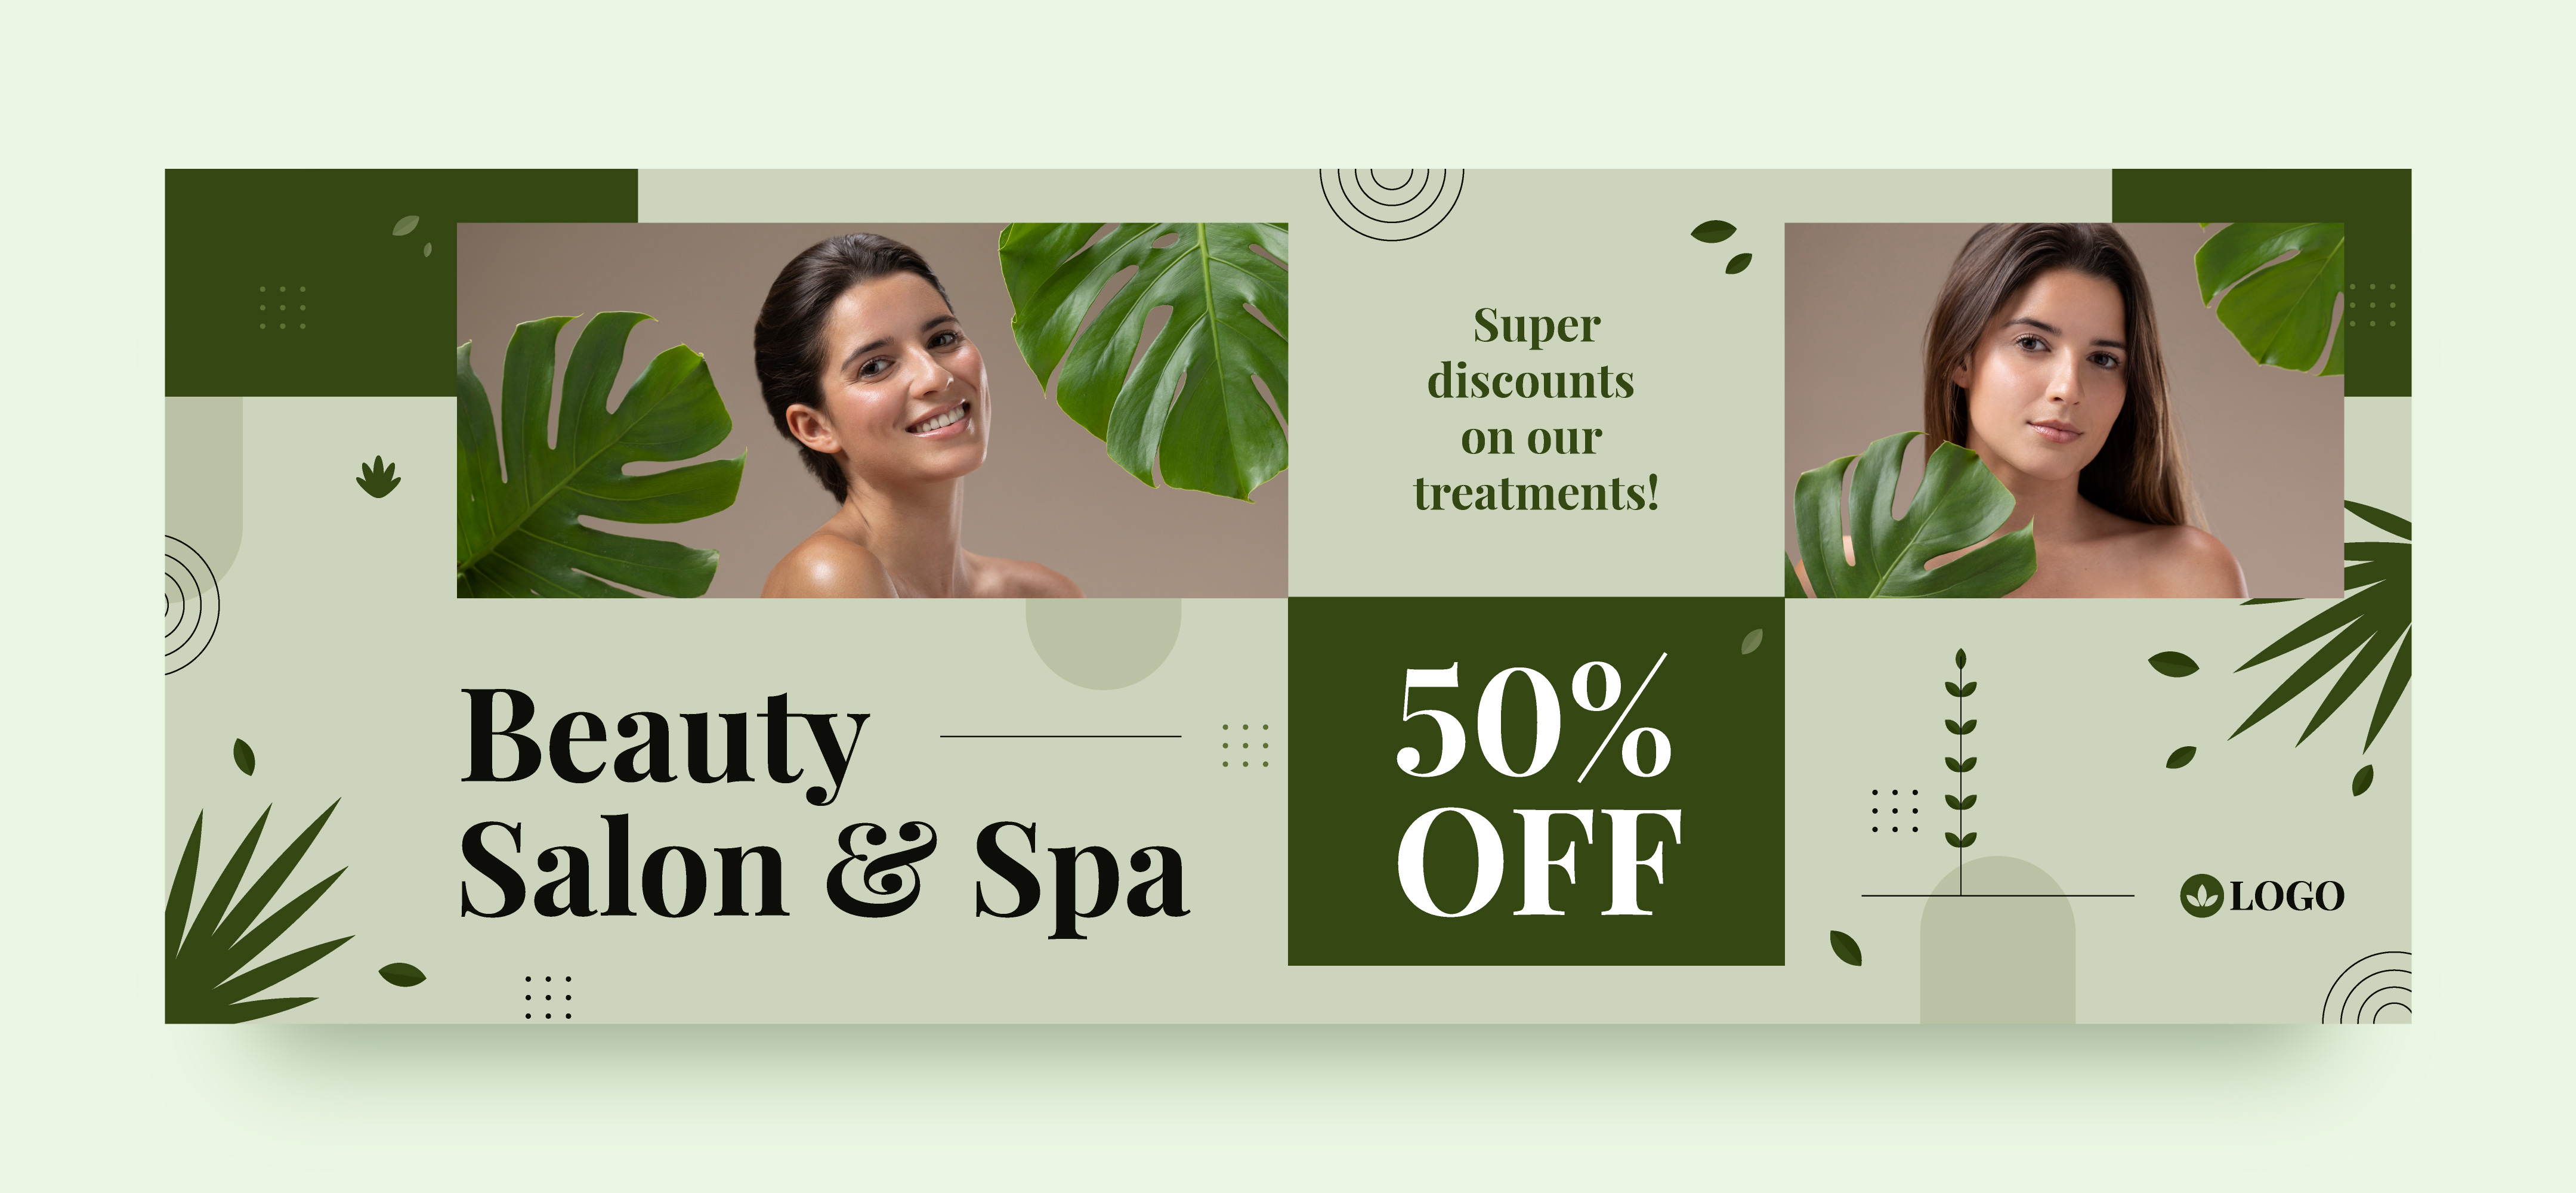 Super
discounts
on our
treatments!
Beauty
Salon & Spa
50%
OFF
LOGO